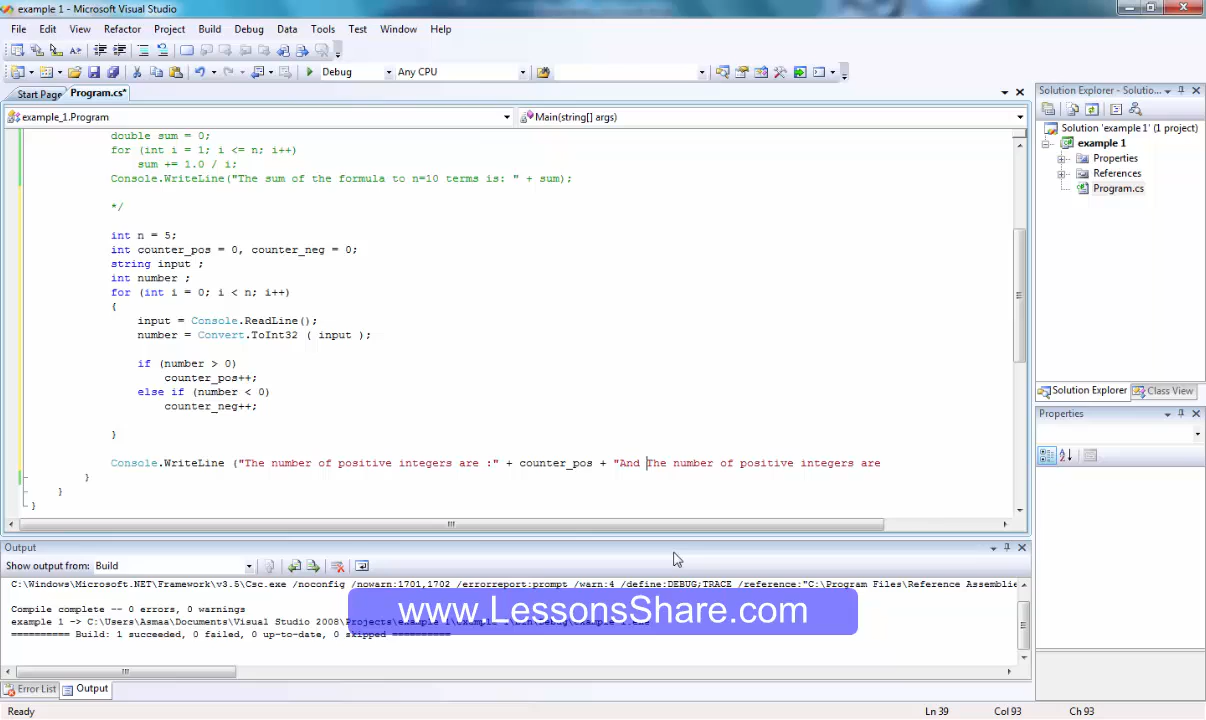 example 1 - Microsoft Visual Studio
File Edit View Refactor Project Build Debug Data Tools Test Window Help
Debug Any CPU
Start Page Program.cs*
example_1.Program Main(string[] args)
double sum = 0;
for (int i = 1; i <= n; i++)
sum += 1.0 / i;
Console.WriteLine("The sum of the formula to n=10 terms is: " + sum);
*/
int n = 5;
int counter_pos = 0, counter_neg = 0;
string input ;
int number ;
for (int i = 0; i < n; i++)
{
input = Console.ReadLine();
number = Convert.ToInt32 ( input );
if (number > 0)
counter_pos++;
else if (number < 0)
counter_neg++;
}
Console.WriteLine ("The number of positive integers are :" + counter_pos + "And The number of positive integers are
}
}
}
Solution Explorer - Solutio...
Solution 'example 1' (1 project)
example 1
Properties
References
Program.cs
Solution Explorer Class View
Properties
Output
Show output from: Build
C:\Windows\Microsoft.NET\Framework\v3.5\Csc.exe /noconfig /nowarn:1701,1702 /errorreport:prompt /warn:4 /define:DEBUG;TRACE /reference:"C:\Program Files\Reference Assemblie
Compile complete -- 0 errors, 0 warnings
example 1 -> C:\Users\Asmaa\Documents\Visual Studio 2008\Projects\example 1\example 1\bin\Debug\example 1.exe
========== Build: 1 succeeded, 0 failed, 0 up-to-date, 0 skipped ==========
www.LessonsShare.com
Error List Output
Ready Ln 39 Col 93 Ch 93